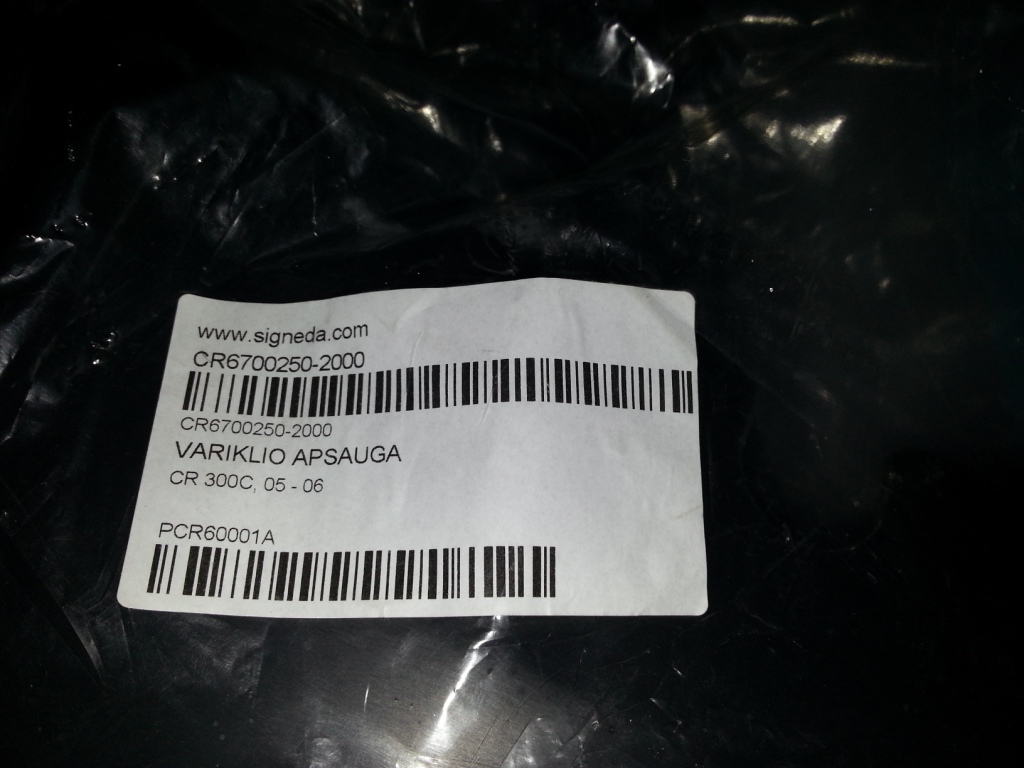 www.signeda.com
CR6700250-2000
CR6700250-2000
VARIKLIO APSAUGA
CR 300C, 05 - 06
PCR60001A